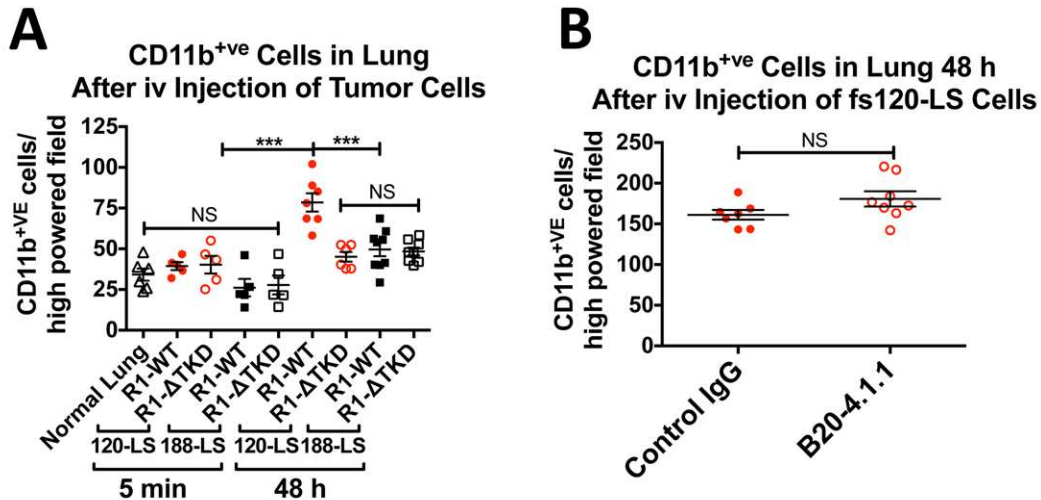 A
CD11b+ve Cells in Lung
After iv Injection of Tumor Cells
CD11b+VE cells/
high powered field
125
100
75
50
25
0
***
***
NS
NS
Normal Lung
R1-WT
R1-ΔTKD
R1-WT
R1-ΔTKD
R1-WT
R1-ΔTKD
R1-WT
R1-ΔTKD
120-LS 188-LS 120-LS 188-LS
5 min 48 h
B
CD11b+ve Cells in Lung 48 h
After iv Injection of fs120-LS Cells
CD11b+VE cells/
high powered field
250
200
150
100
50
0
NS
Control IgG
B20-4.1.1